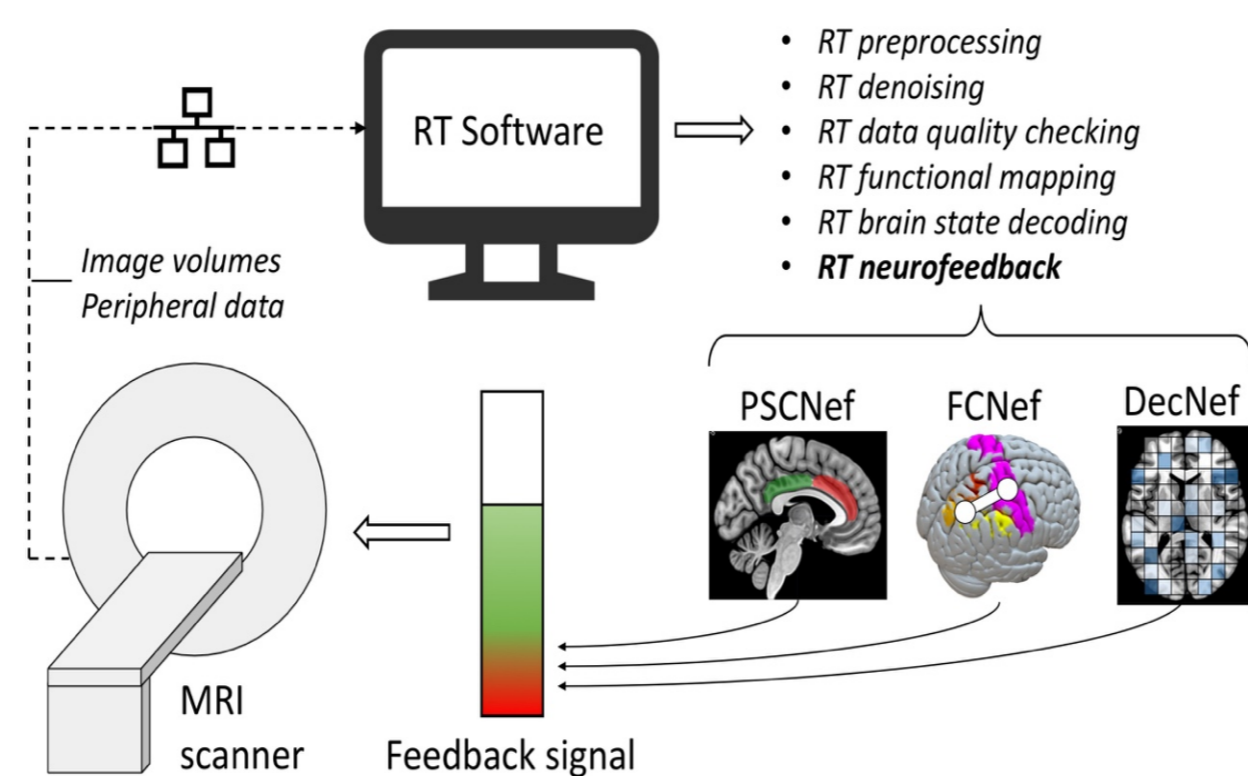 RT Software
• RT preprocessing
• RT denoising
• RT data quality checking
• RT functional mapping
• RT brain state decoding
• RT neurofeedback
Image volumes
Peripheral data
PSCNef
FCNef
DecNef
MRI
scanner
Feedback signal